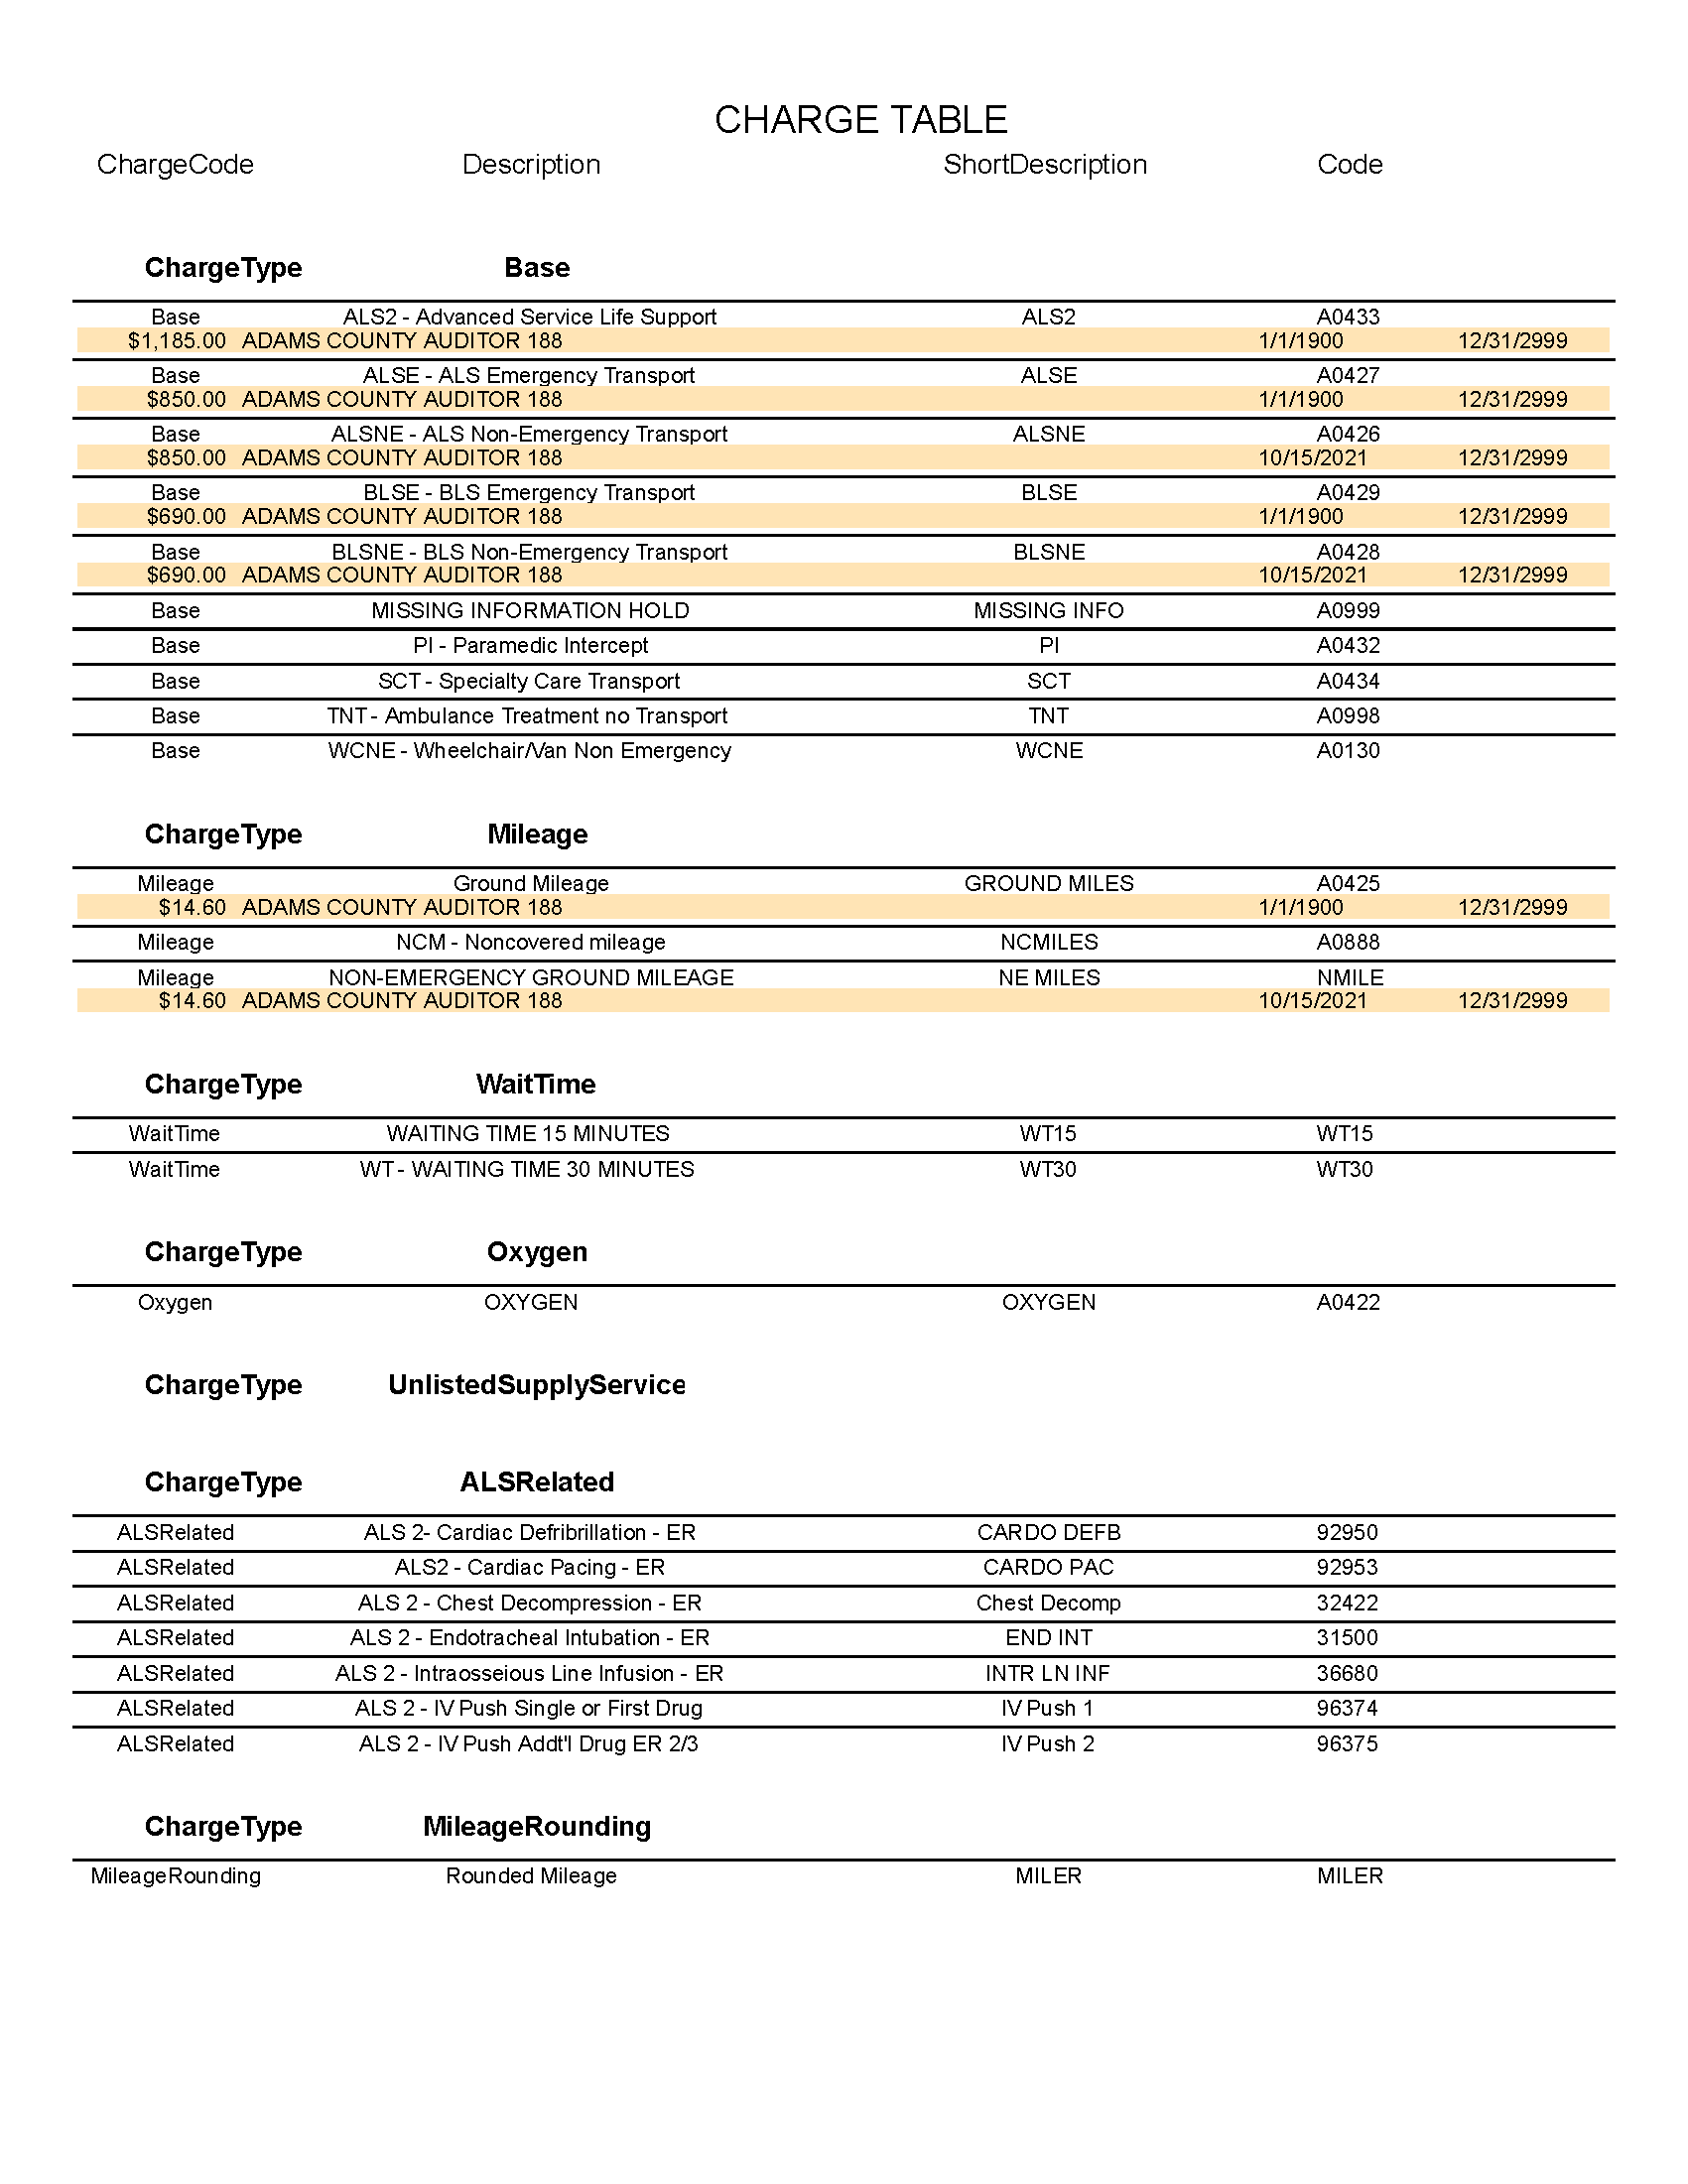 CHARGE TABLE
ChargeCode Description ShortDescription Code
ChargeType Base
Base ALS2 - Advanced Service Life Support ALS2 A0433
$1,185.00 ADAMS COUNTY AUDITOR 188 1/1/1900 12/31/2999
Base ALSE - ALS Emergency Transport ALSE A0427
$850.00 ADAMS COUNTY AUDITOR 188 1/1/1900 12/31/2999
Base ALSNE - ALS Non-Emergency Transport ALSNE A0426
$850.00 ADAMS COUNTY AUDITOR 188 10/15/2021 12/31/2999
Base BLSE - BLS Emergency Transport BLSE A0429
$690.00 ADAMS COUNTY AUDITOR 188 1/1/1900 12/31/2999
Base BLSNE - BLS Non-Emergency Transport BLSNE A0428
$690.00 ADAMS COUNTY AUDITOR 188 10/15/2021 12/31/2999
Base MISSING INFORMATION HOLD MISSING INFO A0999
Base PI - Paramedic Intercept PI A0432
Base SCT - Specialty Care Transport SCT A0434
Base TNT - Ambulance Treatment no Transport TNT A0998
Base WCNE - Wheelchair/Van Non Emergency WCNE A0130
ChargeType Mileage
Mileage Ground Mileage GROUND MILES A0425
$14.60 ADAMS COUNTY AUDITOR 188 1/1/1900 12/31/2999
Mileage NCM - Noncovered mileage NCMILES A0888
Mileage NON-EMERGENCY GROUND MILEAGE NE MILES NMILE
$14.60 ADAMS COUNTY AUDITOR 188 10/15/2021 12/31/2999
ChargeType WaitTime
WaitTime WAITING TIME 15 MINUTES WT15 WT15
WaitTime WT - WAITING TIME 30 MINUTES WT30 WT30
ChargeType Oxygen
Oxygen OXYGEN OXYGEN A0422
ChargeType UnlistedSupplyService
ChargeType ALSRelated
ALSRelated ALS 2- Cardiac Defribrillation - ER CARDO DEFB 92950
ALSRelated ALS2 - Cardiac Pacing - ER CARDO PAC 92953
ALSRelated ALS 2 - Chest Decompression - ER Chest Decomp 32422
ALSRelated ALS 2 - Endotracheal Intubation - ER END INT 31500
ALSRelated ALS 2 - Intraosseious Line Infusion - ER INTR LN INF 36680
ALSRelated ALS 2 - IV Push Single or First Drug IV Push 1 96374
ALSRelated ALS 2 - IV Push Addt'l Drug ER 2/3 IV Push 2 96375
ChargeType MileageRounding
MileageRounding Rounded Mileage MILER MILER